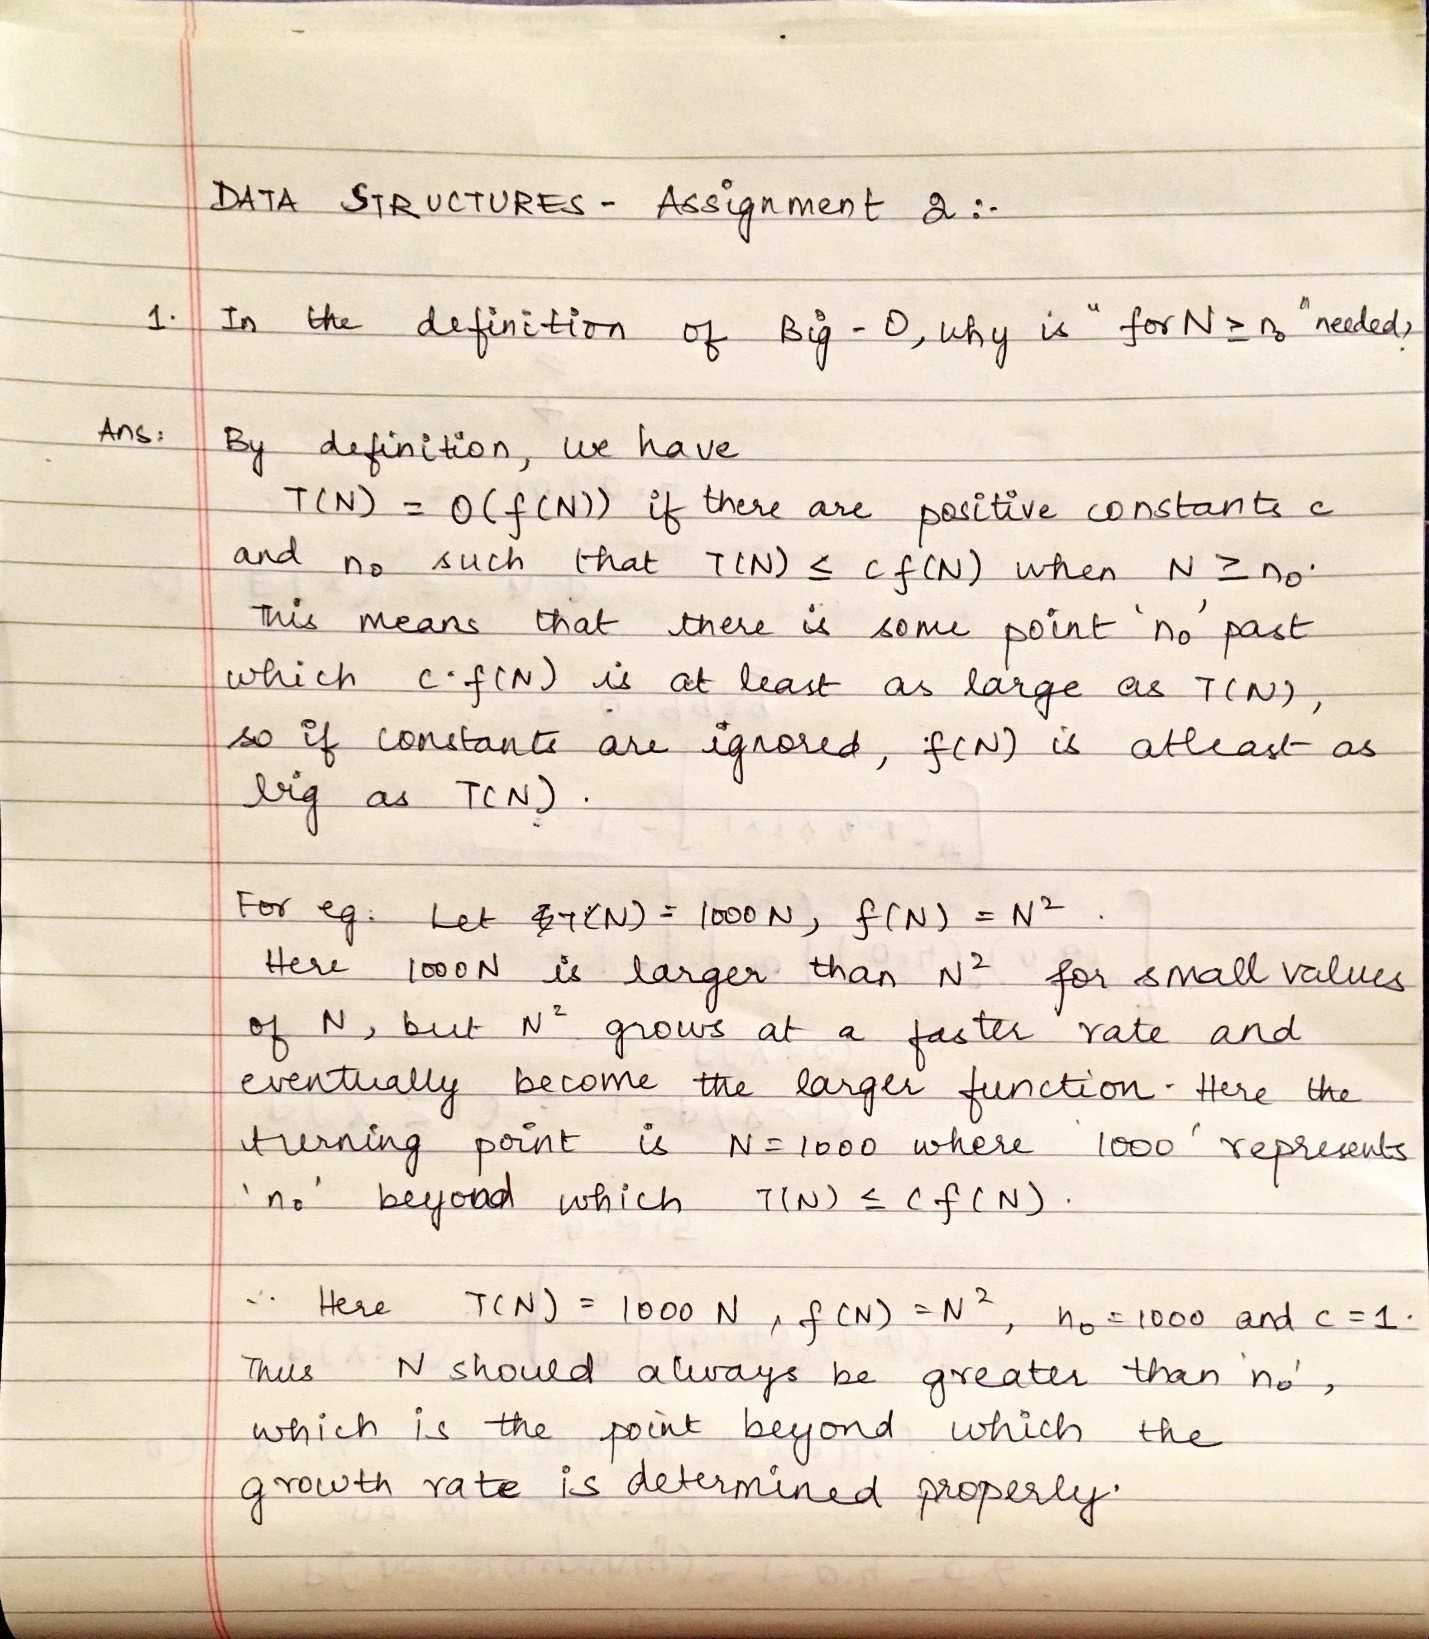 DATA STRUCTURES - Assignment 2 :-
1. In the definition of Big - O, why is "for N ≥ n₀" needed?
Ans: By definition, we have
T(N) = O(f(N)) if there are positive constants c
and n₀ such that T(N) ≤ c f(N) when N ≥ n₀.
This means that there is some point 'n₀' past
which c·f(N) is at least as large as T(N),
so if constants are ignored, f(N) is atleast as
big as T(N).
For eg. Let T(N) = 1000 N, f(N) = N².
Here 1000N is larger than N² for small values
of N, but N² grows at a faster rate and
eventually become the larger function. Here the
turning point is N = 1000 where '1000' represents
'n₀' beyond which T(N) ≤ c f(N).
∴ Here T(N) = 1000 N, f(N) = N², n₀ = 1000 and c = 1.
Thus N should always be greater than 'n₀',
which is the point beyond which the
growth rate is determined properly.